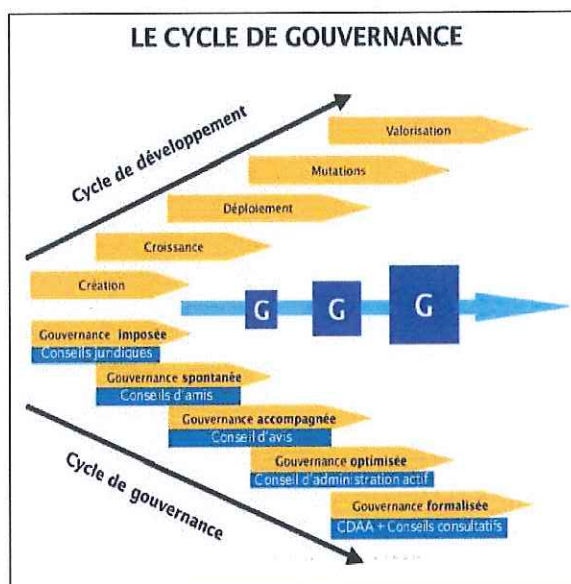 LE CYCLE DE GOUVERNANCE
Cycle de développement
Valorisation
Mutations
Déploiement
Croissance
Création
G
G
G
Gouvernance imposée
Conseils juridiques
Gouvernance spontanée
Conseils d'amis
Gouvernance accompagnée
Conseil d'avis
Gouvernance optimisée
Conseil d'administration actif
Gouvernance formalisée
CDAA + Conseils consultatifs
Cycle de gouvernance